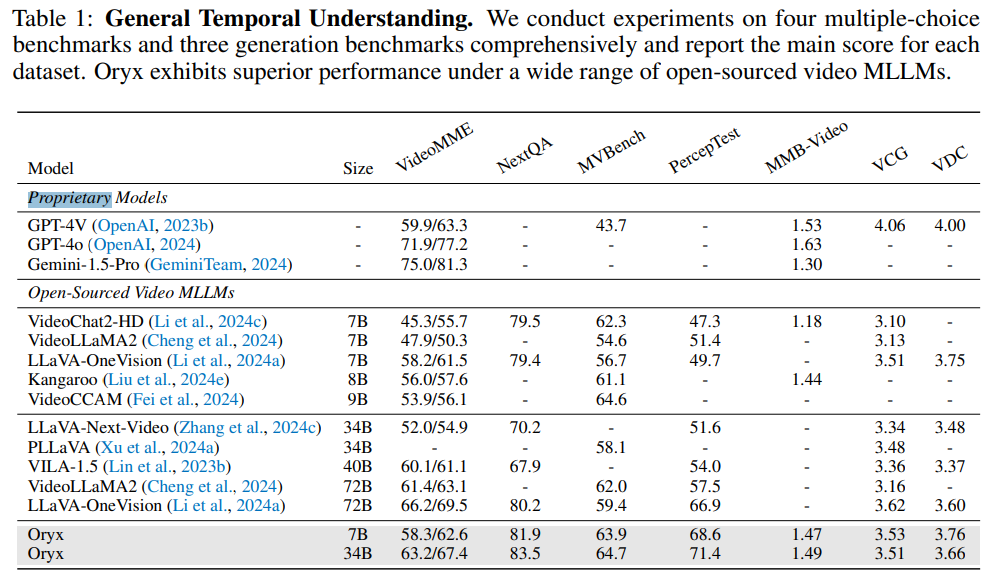 Table 1: General Temporal Understanding. We conduct experiments on four multiple-choice
benchmarks and three generation benchmarks comprehensively and report the main score for each
dataset. Oryx exhibits superior performance under a wide range of open-sourced video MLLMs.
Model Size VideoMME NextQA MVBench PercepTest MMB-Video VCG VDC
Proprietary Models
GPT-4V (OpenAI, 2023b) - 59.9/63.3 - 43.7 - 1.53 4.06 4.00
GPT-4o (OpenAI, 2024) - 71.9/77.2 - - - 1.63 - -
Gemini-1.5-Pro (GeminiTeam, 2024) - 75.0/81.3 - - - 1.30 - -
Open-Sourced Video MLLMs
VideoChat2-HD (Li et al., 2024c) 7B 45.3/55.7 79.5 62.3 47.3 1.18 3.10 -
VideoLLaMA2 (Cheng et al., 2024) 7B 47.9/50.3 - 54.6 51.4 - 3.13 -
LLaVA-OneVision (Li et al., 2024a) 7B 58.2/61.5 79.4 56.7 49.7 - 3.51 3.75
Kangaroo (Liu et al., 2024e) 8B 56.0/57.6 - 61.1 - 1.44 - -
VideoCCAM (Fei et al., 2024) 9B 53.9/56.1 - 64.6 - - - -
LLaVA-Next-Video (Zhang et al., 2024c) 34B 52.0/54.9 70.2 - 51.6 - 3.34 3.48
PLLaVA (Xu et al., 2024a) 34B - - 58.1 - - 3.48 -
VILA-1.5 (Lin et al., 2023b) 40B 60.1/61.1 67.9 - 54.0 - 3.36 3.37
VideoLLaMA2 (Cheng et al., 2024) 72B 61.4/63.1 - 62.0 57.5 - 3.16 -
LLaVA-OneVision (Li et al., 2024a) 72B 66.2/69.5 80.2 59.4 66.9 - 3.62 3.60
Oryx 7B 58.3/62.6 81.9 63.9 68.6 1.47 3.53 3.76
Oryx 34B 63.2/67.4 83.5 64.7 71.4 1.49 3.51 3.66